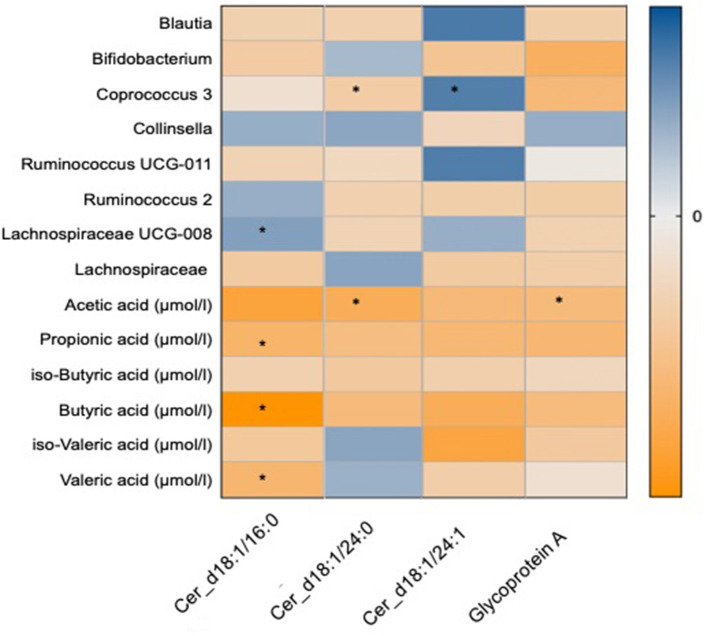 Blautia
Bifidobacterium
Coprococcus 3
* *
Collinsella
Ruminococcus UCG-011
0
Ruminococcus 2
Lachnospiraceae UCG-008
*
Lachnospiraceae
Acetic acid (µmol/l)
* *
Propionic acid (µmol/l)
*
iso-Butyric acid (µmol/l)
Butyric acid (µmol/l)
*
iso-Valeric acid (µmol/l)
Valeric acid (µmol/l)
*
Cer_d18:1/16:0
Cer_d18:1/24:0
Cer_d18:1/24:1
Glycoprotein A